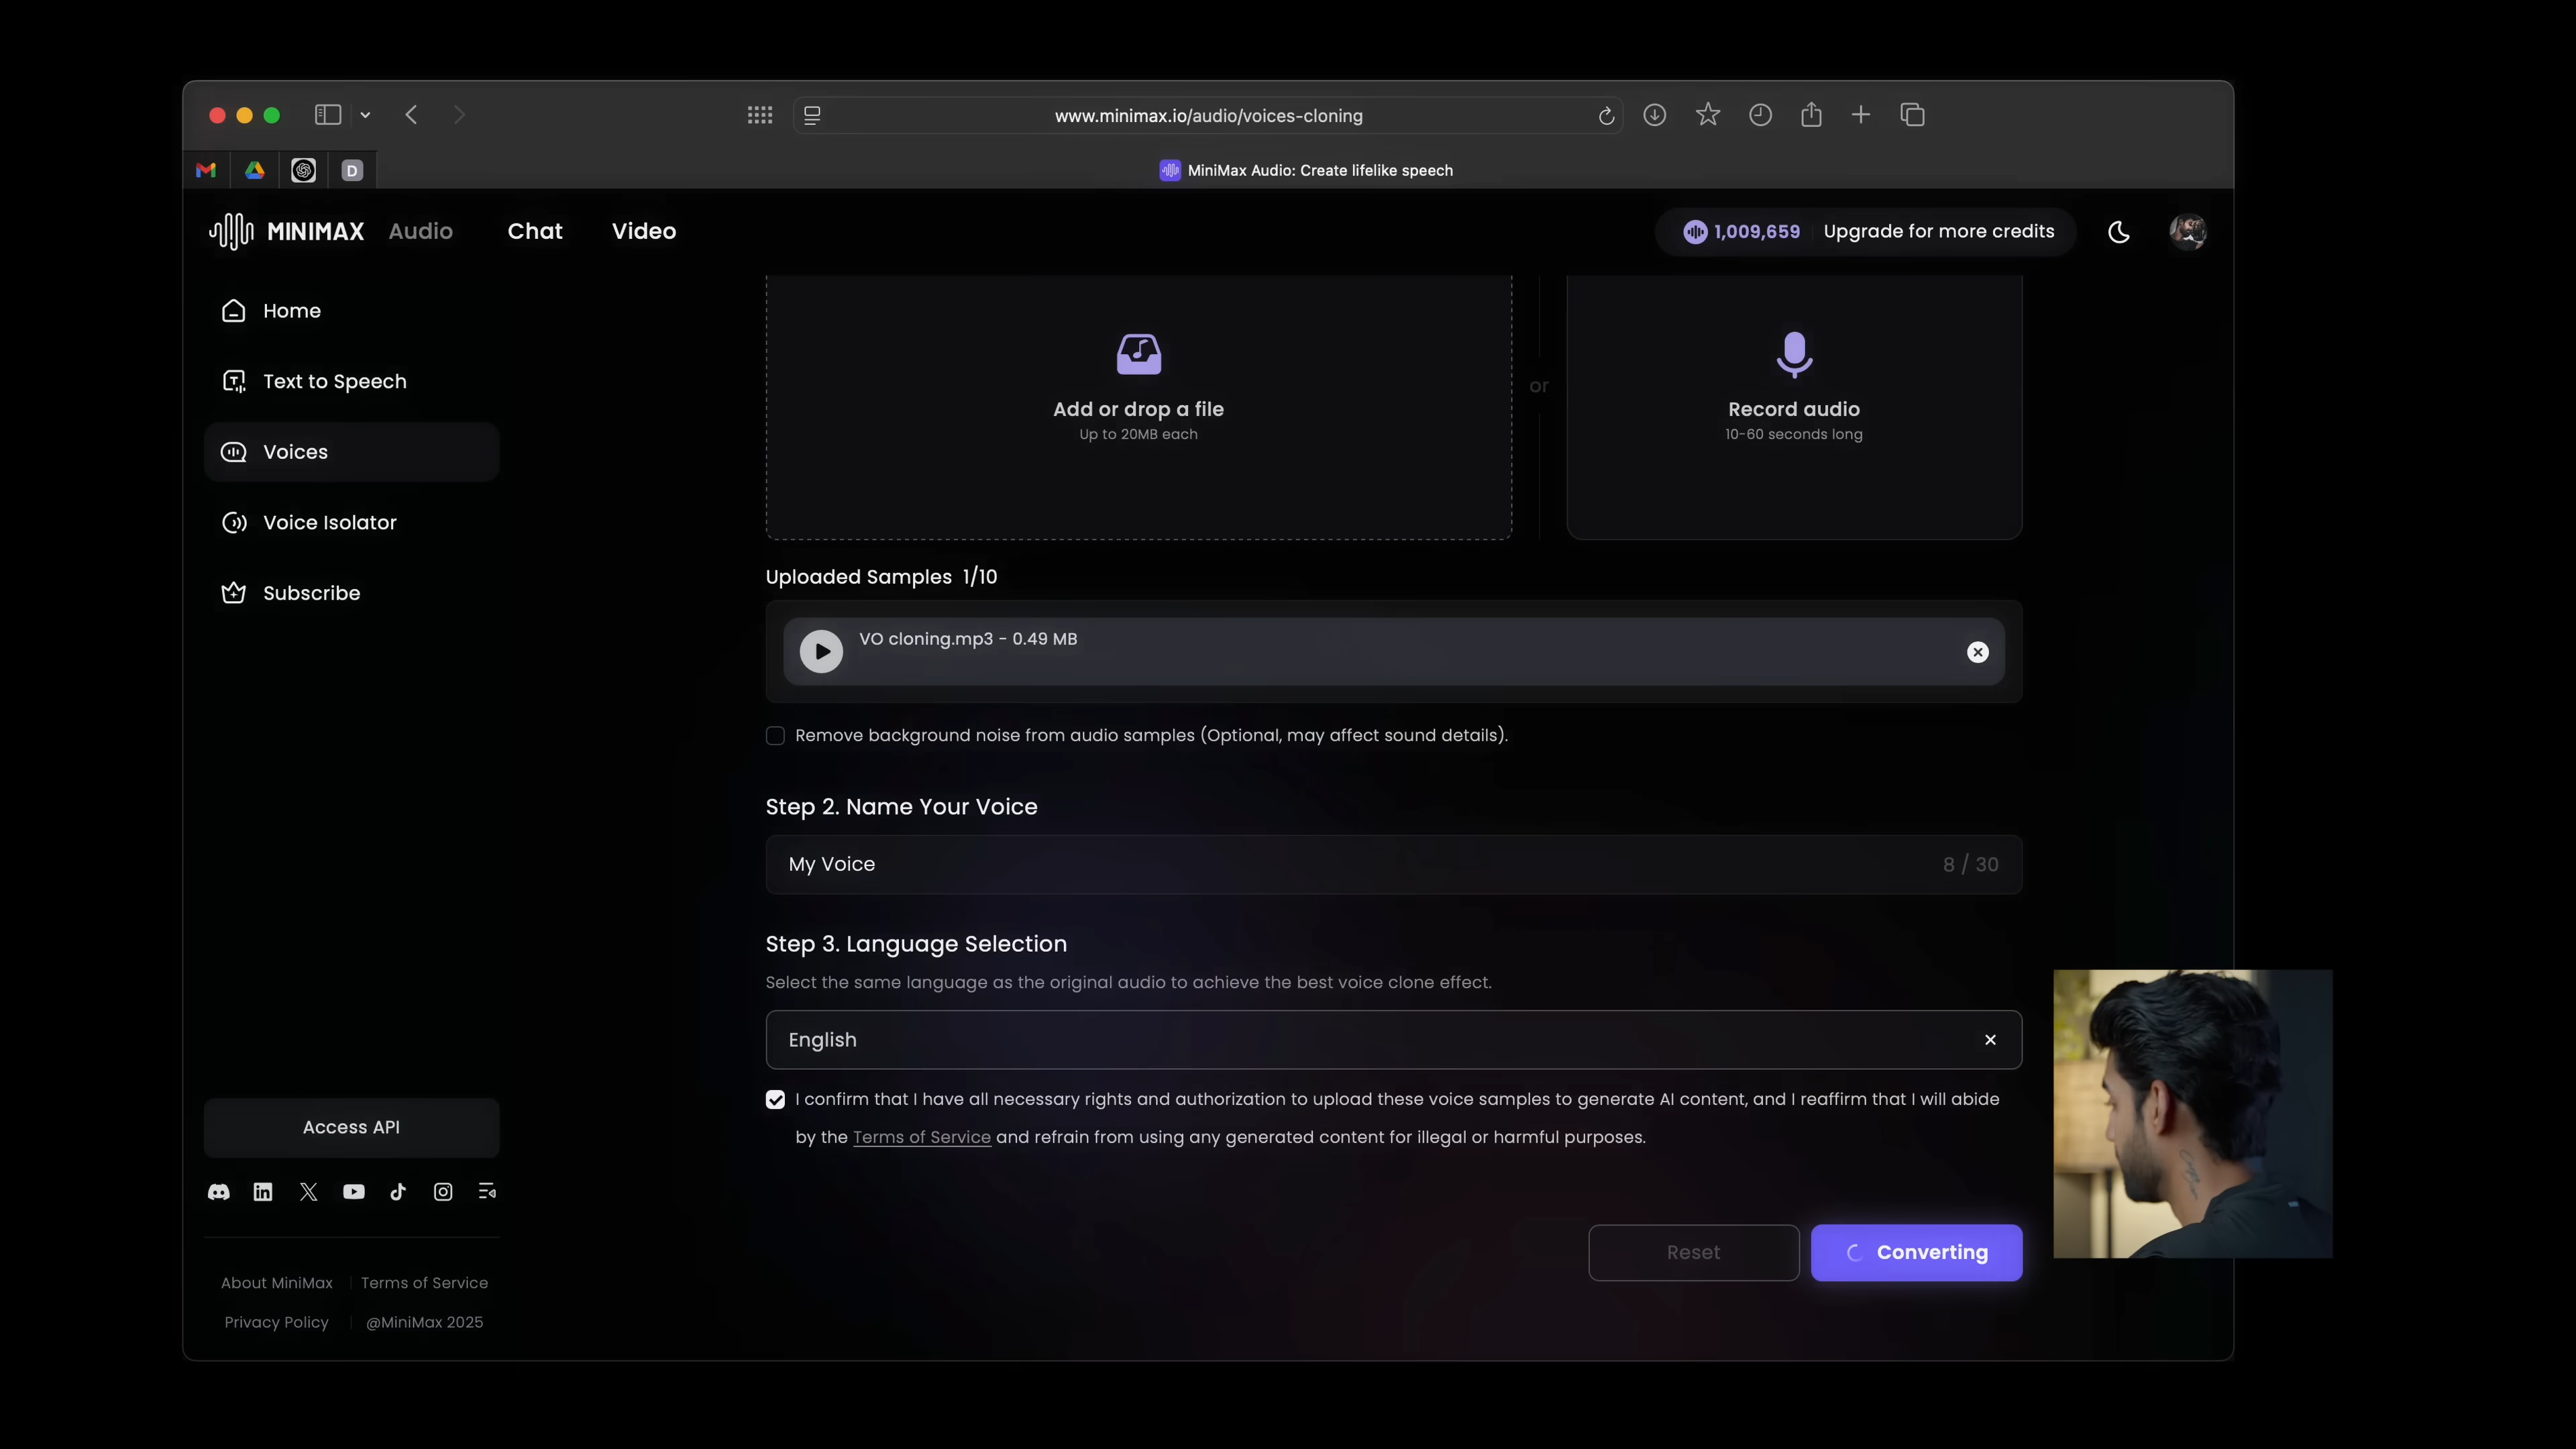 www.minimax.io/audio/voices-cloning
D
MiniMax Audio: Create lifelike speech
MINIMAX Audio Chat Video
1,009,659 Upgrade for more credits
Home
Text to Speech
Voices
Voice Isolator
Subscribe
Access API
About MiniMax Terms of Service
Privacy Policy @MiniMax 2025
Add or drop a file
Up to 20MB each
or
Record audio
10-60 seconds long
Uploaded Samples 1/10
VO cloning.mp3 - 0.49 MB
Remove background noise from audio samples (Optional, may affect sound details).
Step 2. Name Your Voice
My Voice 8 / 30
Step 3. Language Selection
Select the same language as the original audio to achieve the best voice clone effect.
English
I confirm that I have all necessary rights and authorization to upload these voice samples to generate AI content, and I reaffirm that I will abide
by the Terms of Service and refrain from using any generated content for illegal or harmful purposes.
Reset Converting